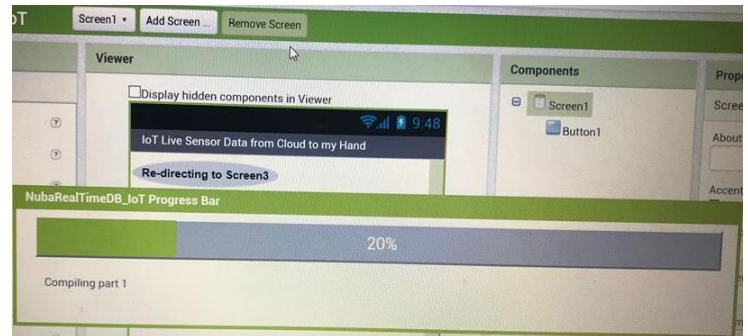 oT
Screen1
Add Screen ...
Remove Screen
Viewer
Display hidden components in Viewer
9:48
IoT Live Sensor Data from Cloud to my Hand
Re-directing to Screen3
Components
Screen1
Button1
Prop
Scree
About
Accent
NubaRealTimeDB_IoT Progress Bar
20%
Compiling part 1